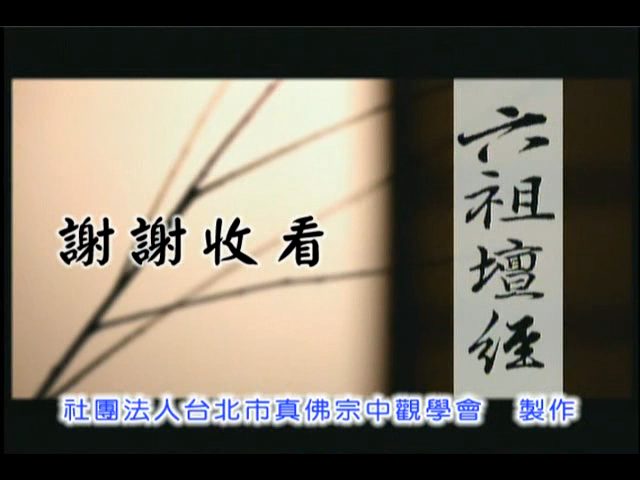 六祖壇經
謝謝收看
社團法人台北市真佛宗中觀學會　製作